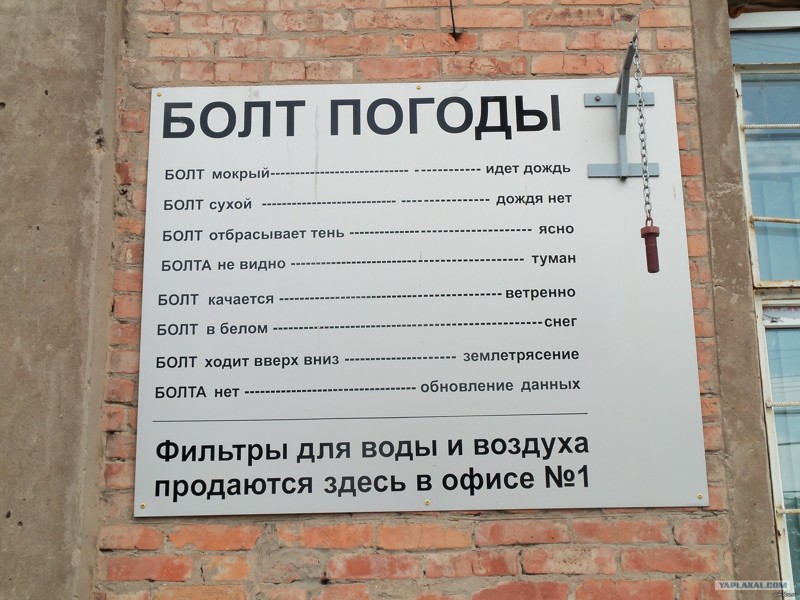 БОЛТ ПОГОДЫ
БОЛТ мокрый------------------------------- - ------------ идет дождь
БОЛТ сухой ------------------------------ -------------------- дождя нет
БОЛТ отбрасывает тень ---------------------------------------- ясно
БОЛТА не видно ---------------------------------------------------- туман
БОЛТ качается -------------------------------------------------ветренно
БОЛТ в белом -----------------------------------------------------------снег
БОЛТ ходит вверх вниз ------------------------ землетрясение
БОЛТА нет ------------------------------------- обновление данных
Фильтры для воды и воздуха
продаются здесь в офисе №1
YAPLAKAL.COM